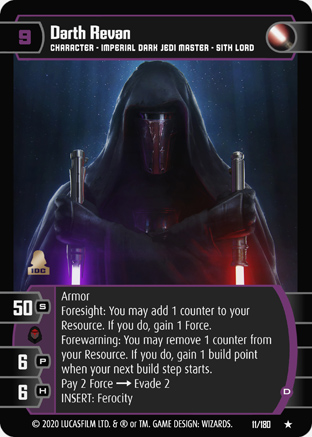 9
Darth Revan
CHARACTER - IMPERIAL DARK JEDI MASTER - SITH LORD
IDC
50 S
6 P
6 H
Armor
Foresight: You may add 1 counter to your
Resource. If you do, gain 1 Force.
Forewarning: You may remove 1 counter from
your Resource. If you do, gain 1 build point
when your next build step starts.
Pay 2 Force → Evade 2
INSERT: Ferocity
D
© 2020 LUCASFILM LTD. & ® or TM. GAME DESIGN: WIZARDS.
11/180 ★